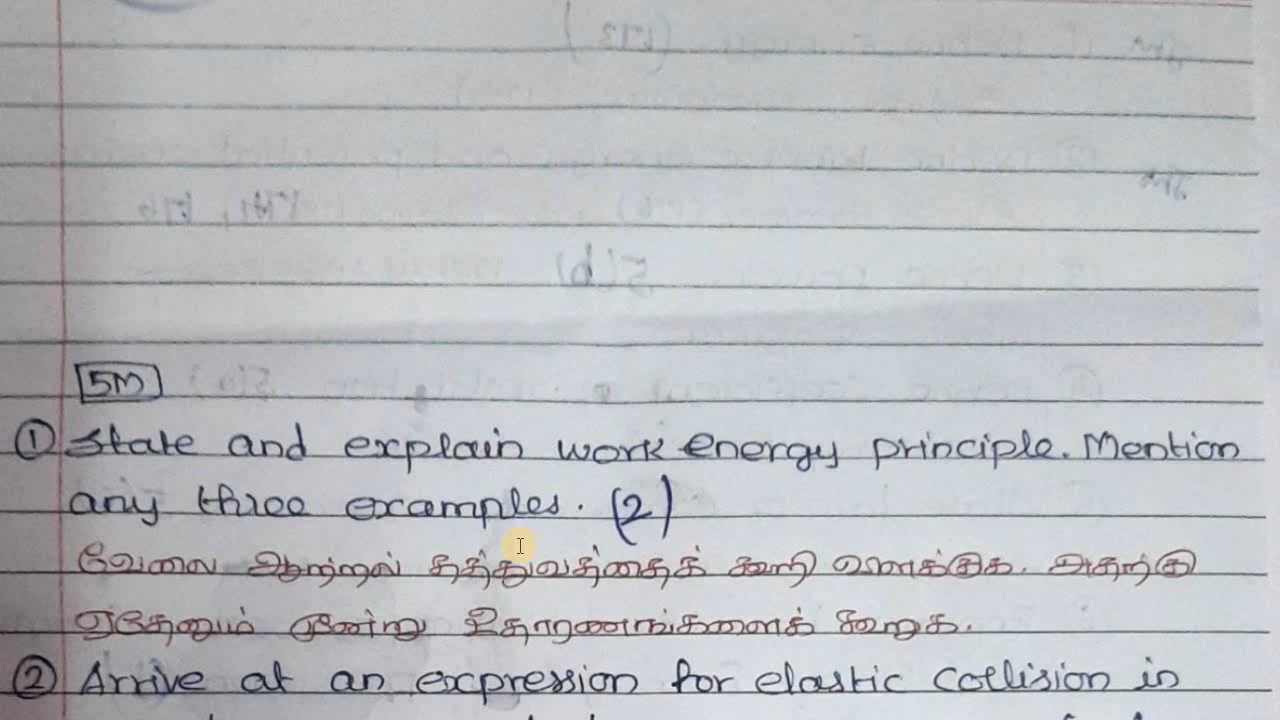 5M
① State and explain work energy principle. Mention
any three examples. (2)
வேலை ஆற்றல் தத்துவத்தைக் கூறி விளக்குக. அதற்கு
ஏதேனும் மூன்று உதாரணங்களைக் கூறுக.
② Arrive at an expression for elastic collision in